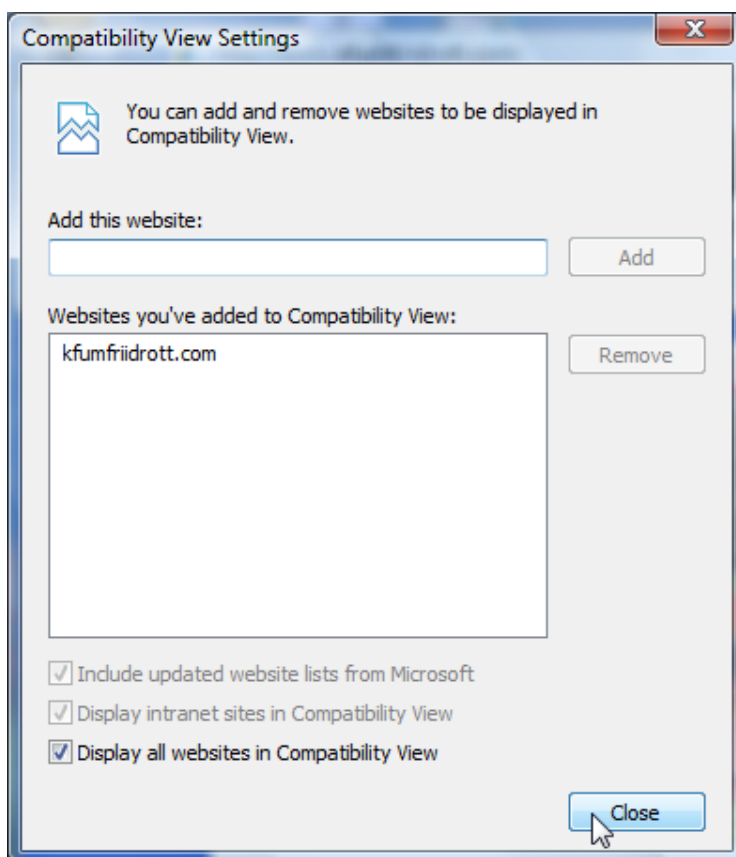 Compatibility View Settings
You can add and remove websites to be displayed in
Compatibility View.
Add this website:
Add
Websites you've added to Compatibility View:
kfumfriidrott.com
Remove
Include updated website lists from Microsoft
Display intranet sites in Compatibility View
Display all websites in Compatibility View
Close